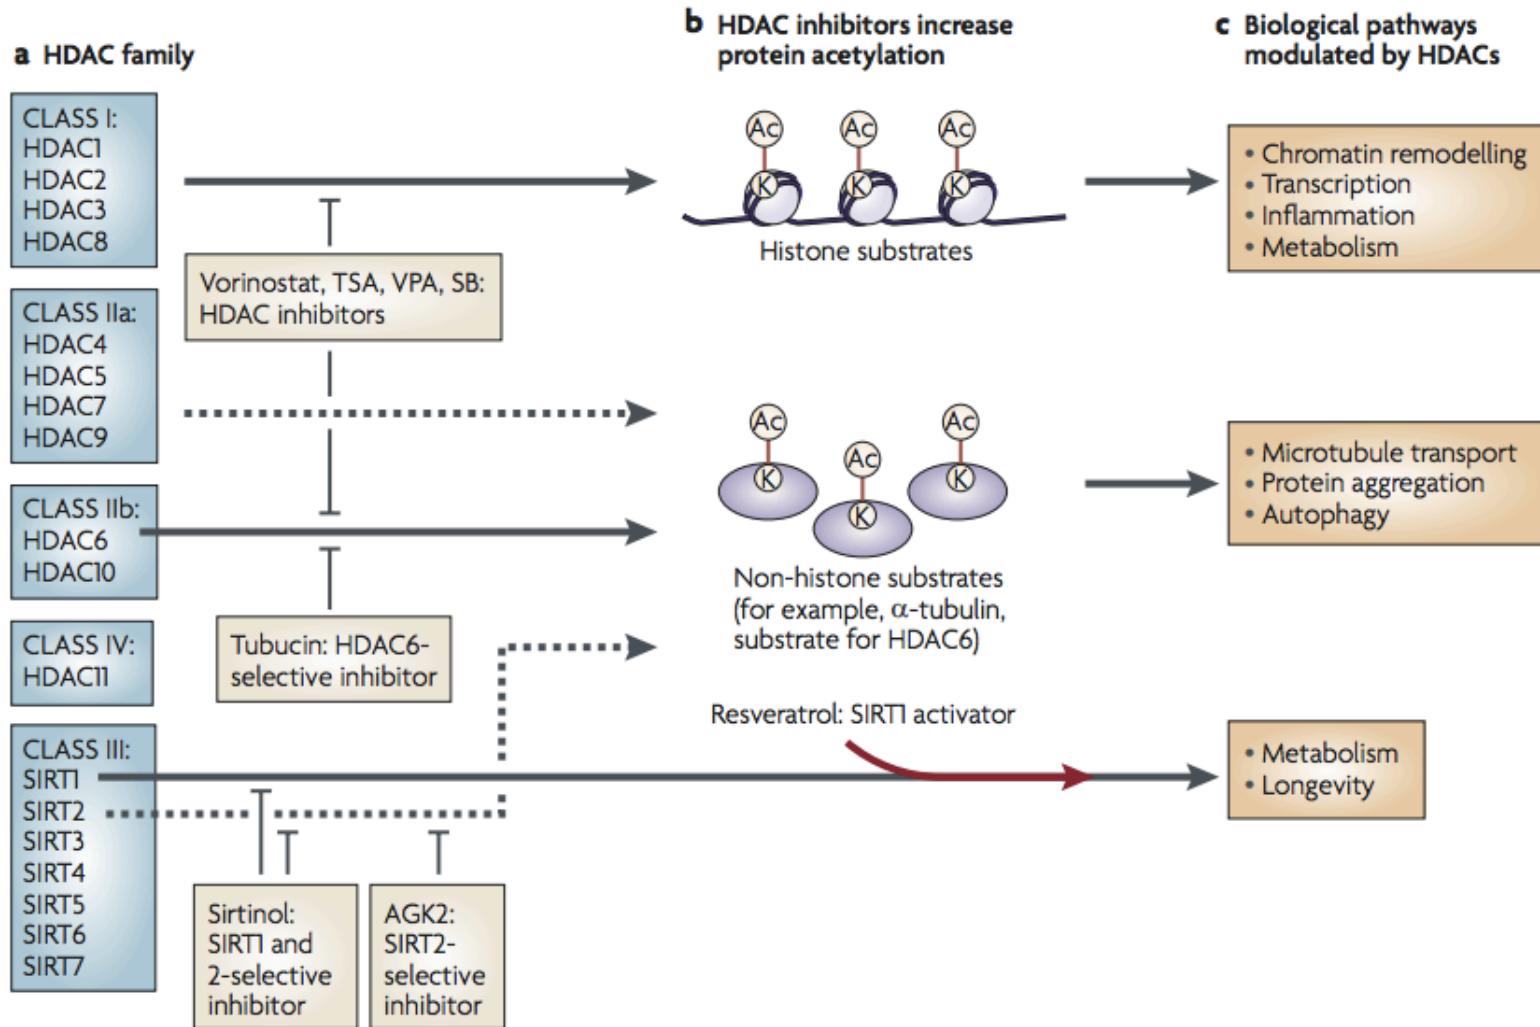 a HDAC family
CLASS I:
HDAC1
HDAC2
HDAC3
HDAC8
CLASS IIa:
HDAC4
HDAC5
HDAC7
HDAC9
CLASS IIb:
HDAC6
HDAC10
CLASS IV:
HDAC11
CLASS III:
SIRT1
SIRT2
SIRT3
SIRT4
SIRT5
SIRT6
SIRT7
Vorinostat, TSA, VPA, SB:
HDAC inhibitors
Tubucin: HDAC6-
selective inhibitor
Sirtinol:
SIRT1 and
2-selective
inhibitor
AGK2:
SIRT2-
selective
inhibitor
b HDAC inhibitors increase
protein acetylation
Ac Ac Ac
K K K
Histone substrates
Ac Ac Ac
K K K
Non-histone substrates
(for example, α-tubulin,
substrate for HDAC6)
Resveratrol: SIRT1 activator
c Biological pathways
modulated by HDACs
• Chromatin remodelling
• Transcription
• Inflammation
• Metabolism
• Microtubule transport
• Protein aggregation
• Autophagy
• Metabolism
• Longevity